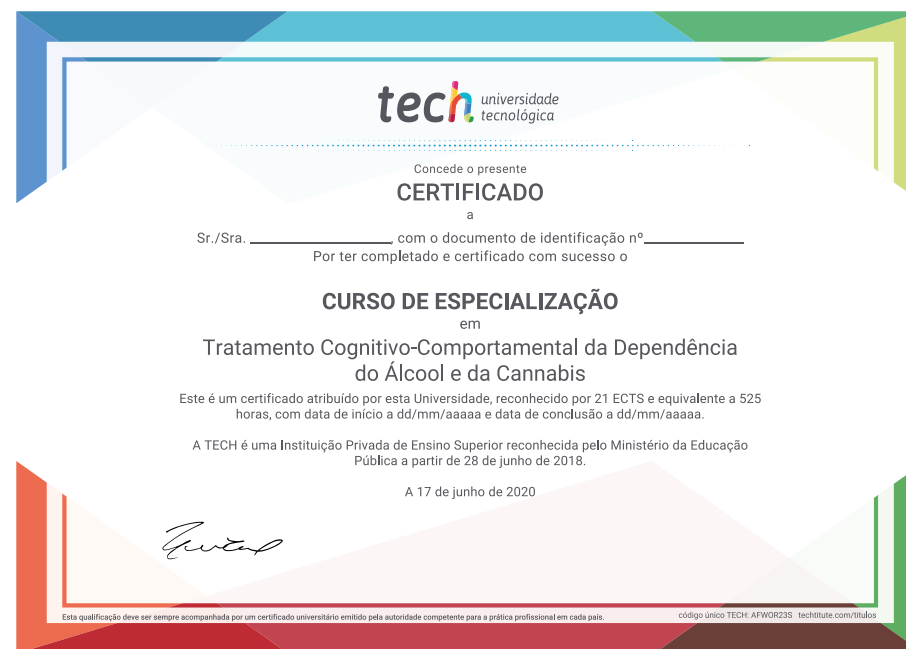 tech universidade
tecnológica
Concede o presente
CERTIFICADO
a
Sr./Sra. ________________, com o documento de identificação nº____________
Por ter completado e certificado com sucesso o
CURSO DE ESPECIALIZAÇÃO
em
Tratamento Cognitivo-Comportamental da Dependência
do Álcool e da Cannabis
Este é um certificado atribuído por esta Universidade, reconhecido por 21 ECTS e equivalente a 525
horas, com data de início a dd/mm/aaaaa e data de conclusão a dd/mm/aaaaa.
A TECH é uma Instituição Privada de Ensino Superior reconhecida pelo Ministério da Educação
Pública a partir de 28 de junho de 2018.
A 17 de junho de 2020
Esta qualificação deve ser sempre acompanhada por um certificado universitário emitido pela autoridade competente para a prática profissional em cada país.
código único TECH: AFWOR23S techtitute.com/titulos